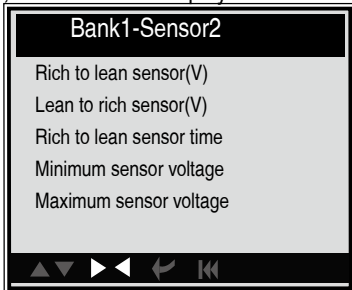 Bank1-Sensor2
Rich to lean sensor(V)
Lean to rich sensor(V)
Rich to lean sensor time
Minimum sensor voltage
Maximum sensor voltage